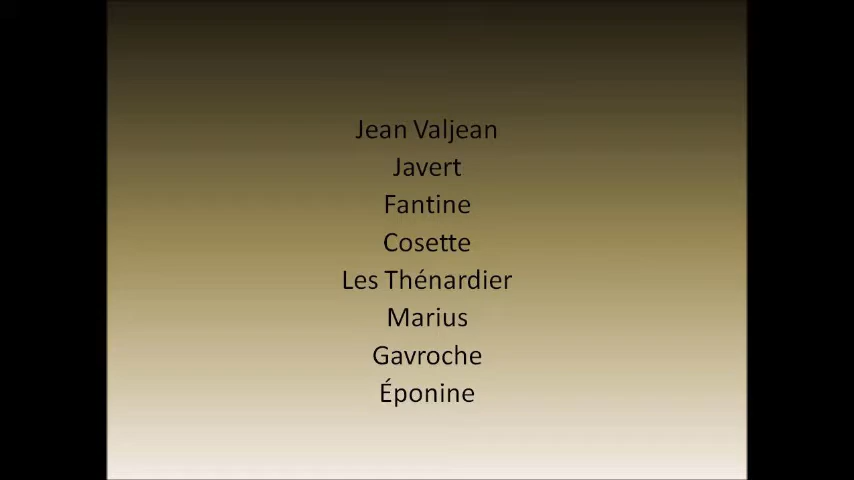 Jean Valjean
Javert
Fantine
Cosette
Les Thénardier
Marius
Gavroche
Éponine